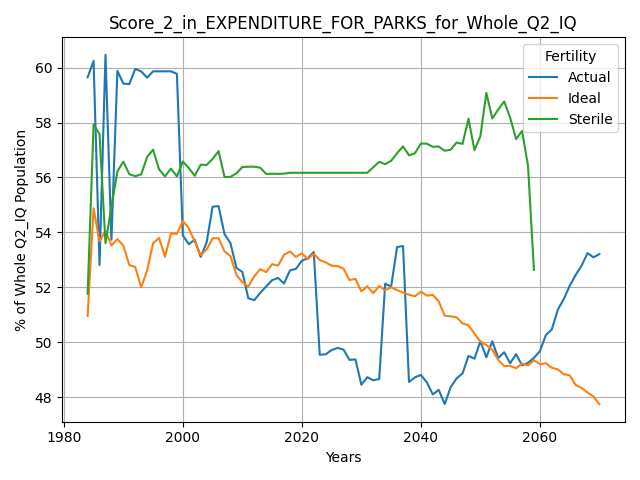 Score_2_in_EXPENDITURE_FOR_PARKS_for_Whole_Q2_IQ
Fertility
Actual
Ideal
Sterile
% of Whole Q2_IQ Population
60
58
56
54
52
50
48
1980
2000
2020
2040
2060
Years